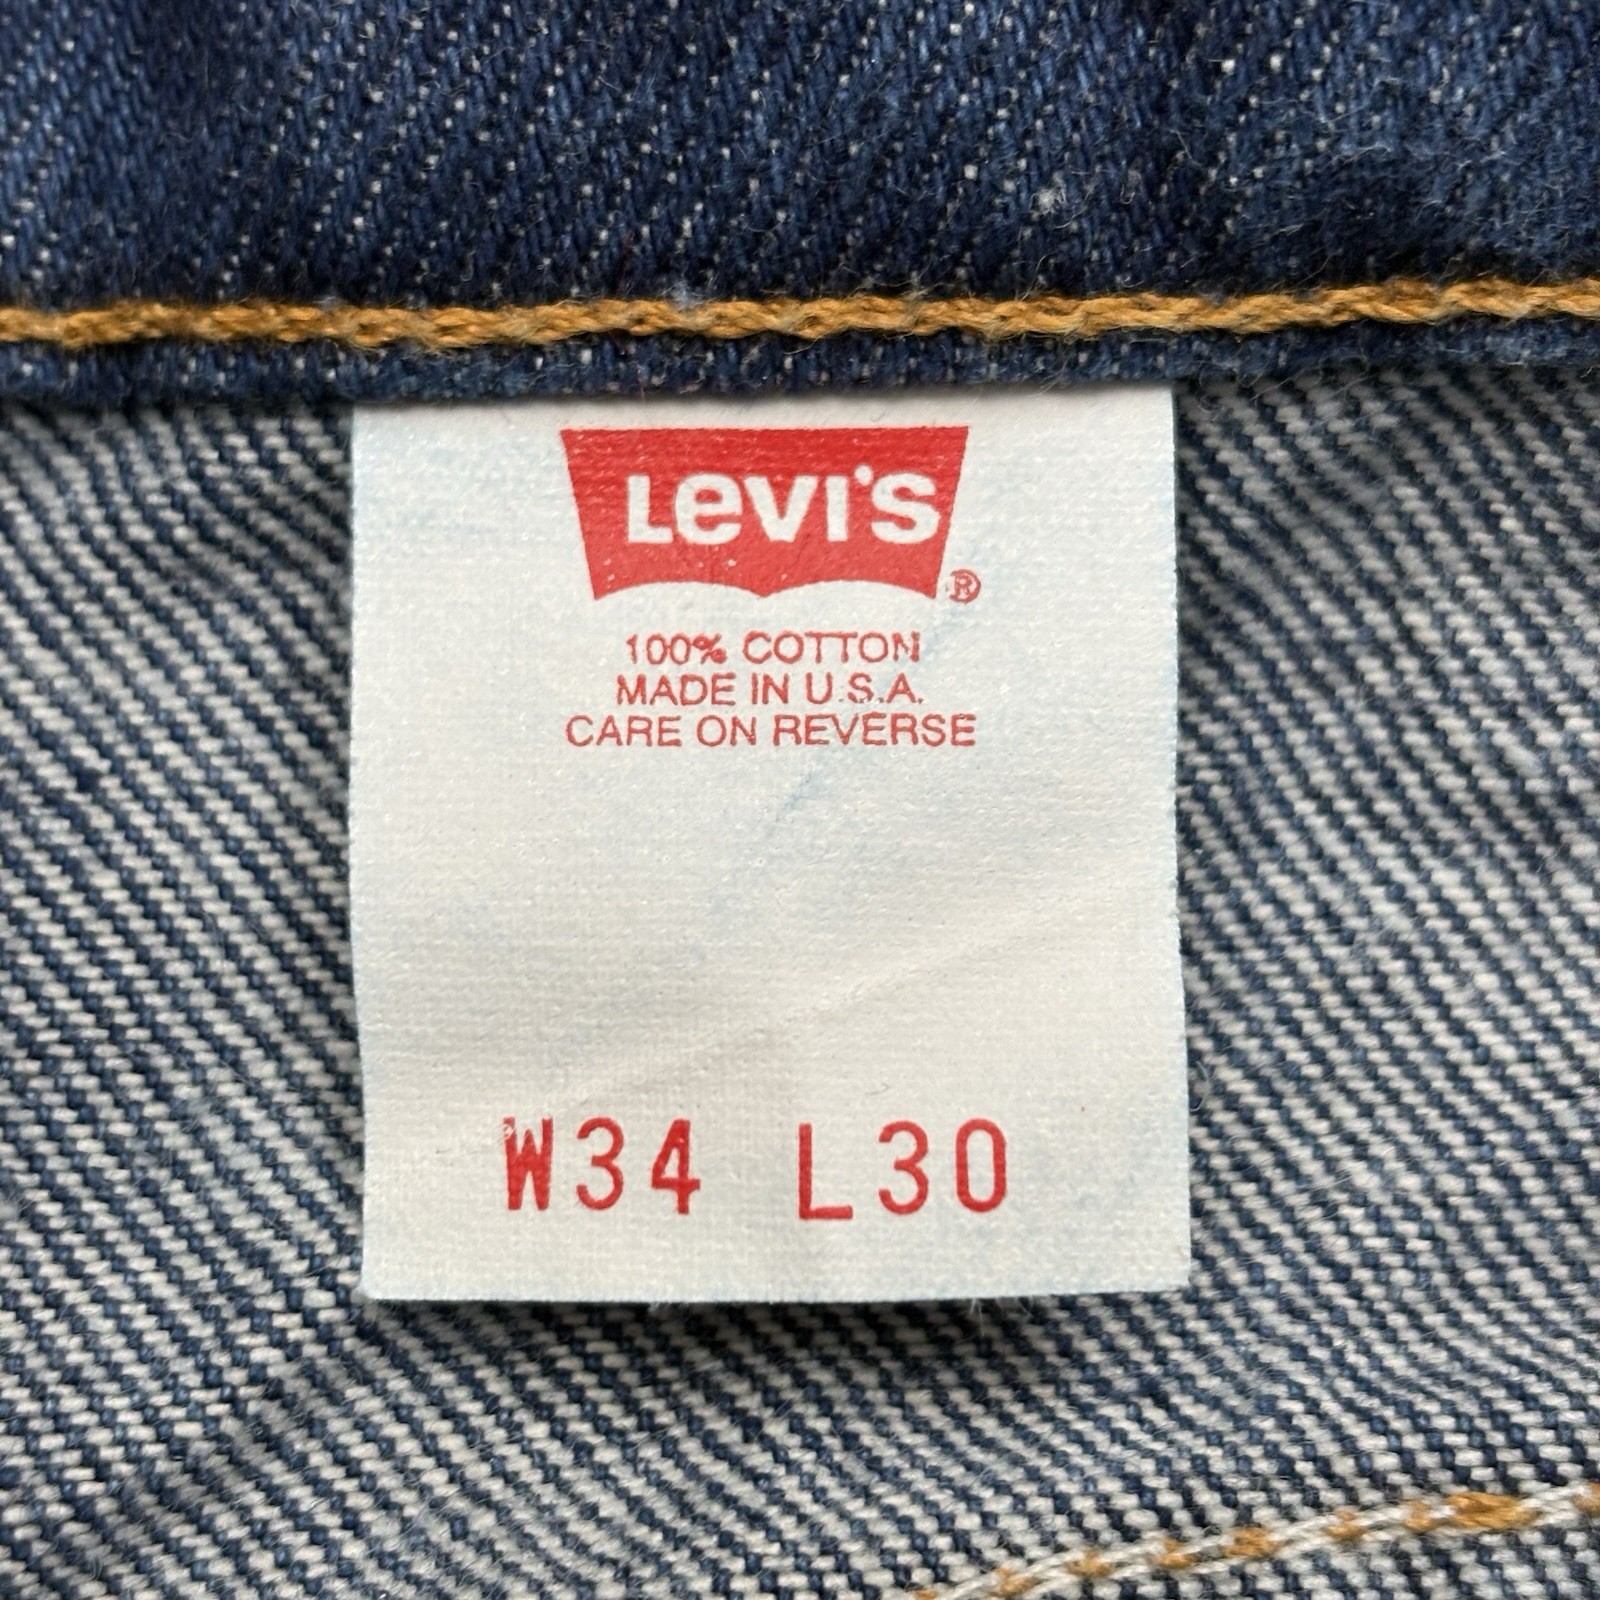 Levi's®
100% COTTON
MADE IN U.S.A.
CARE ON REVERSE
W34 L30